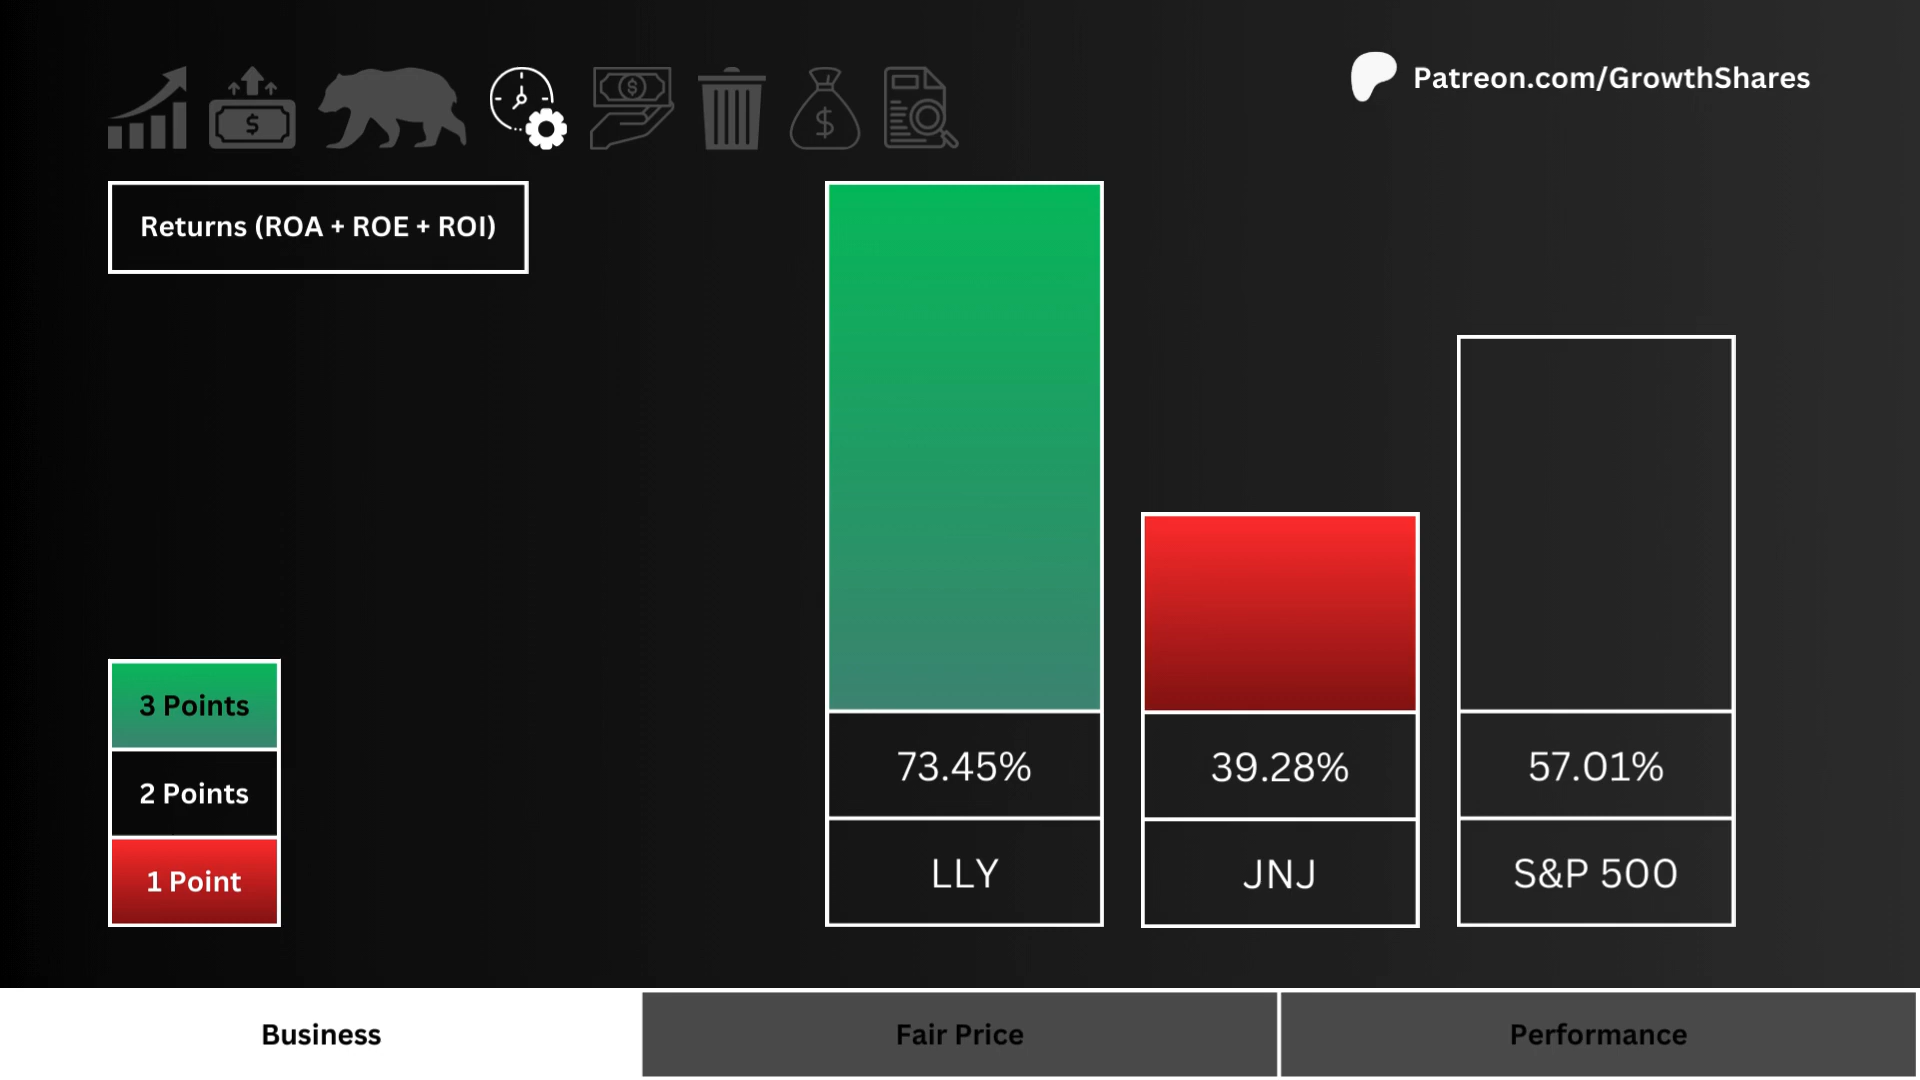 Patreon.com/GrowthShares
Returns (ROA + ROE + ROI)
3 Points
2 Points
1 Point
73.45%
39.28%
57.01%
LLY
JNJ
S&P 500
Business
Fair Price
Performance